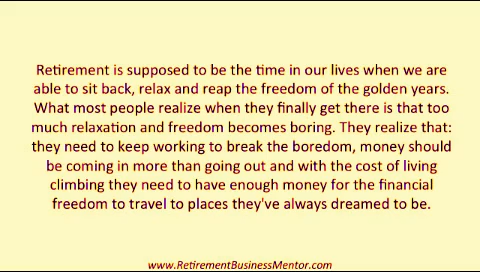 Retirement is supposed to be the time in our lives when we are
able to sit back, relax and reap the freedom of the golden years.
What most people realize when they finally get there is that too
much relaxation and freedom becomes boring. They realize that:
they need to keep working to break the boredom, money should
be coming in more than going out and with the cost of living
climbing they need to have enough money for the financial
freedom to travel to places they've always dreamed to be.
www.RetirementBusinessMentor.com